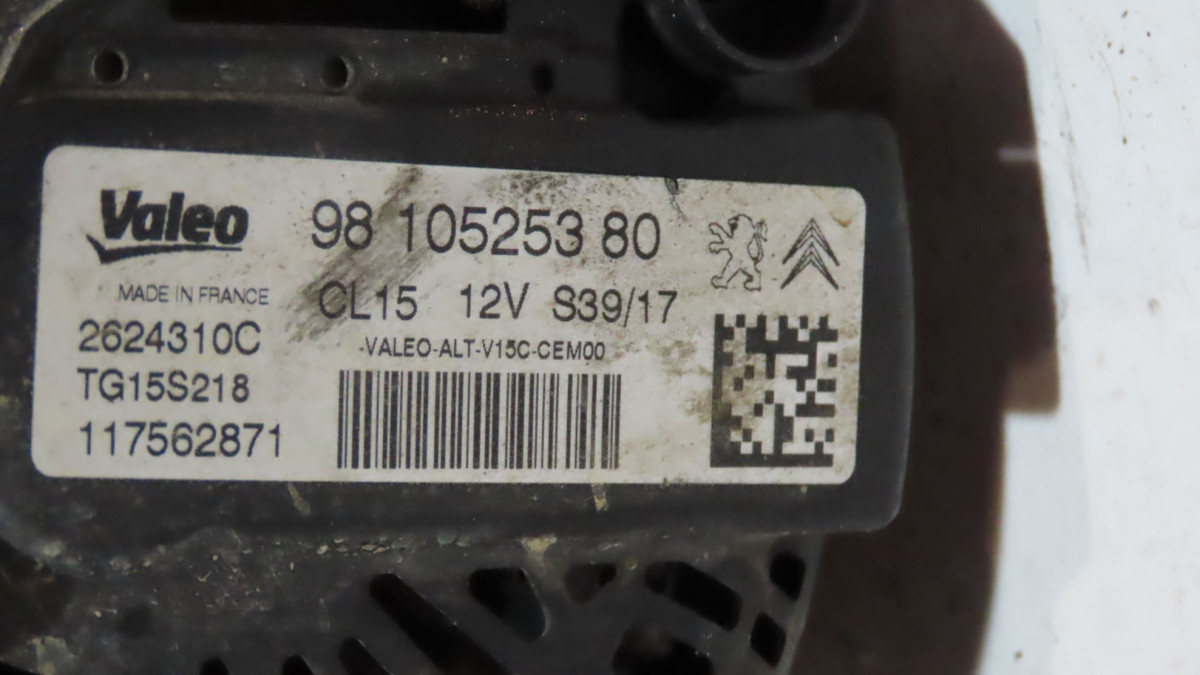 Valeo
98 105253 80
MADE IN FRANCE
CL15 12V S39/17
2624310C
-VALEO-ALT-V15C-CEM00
TG15S218
117562871